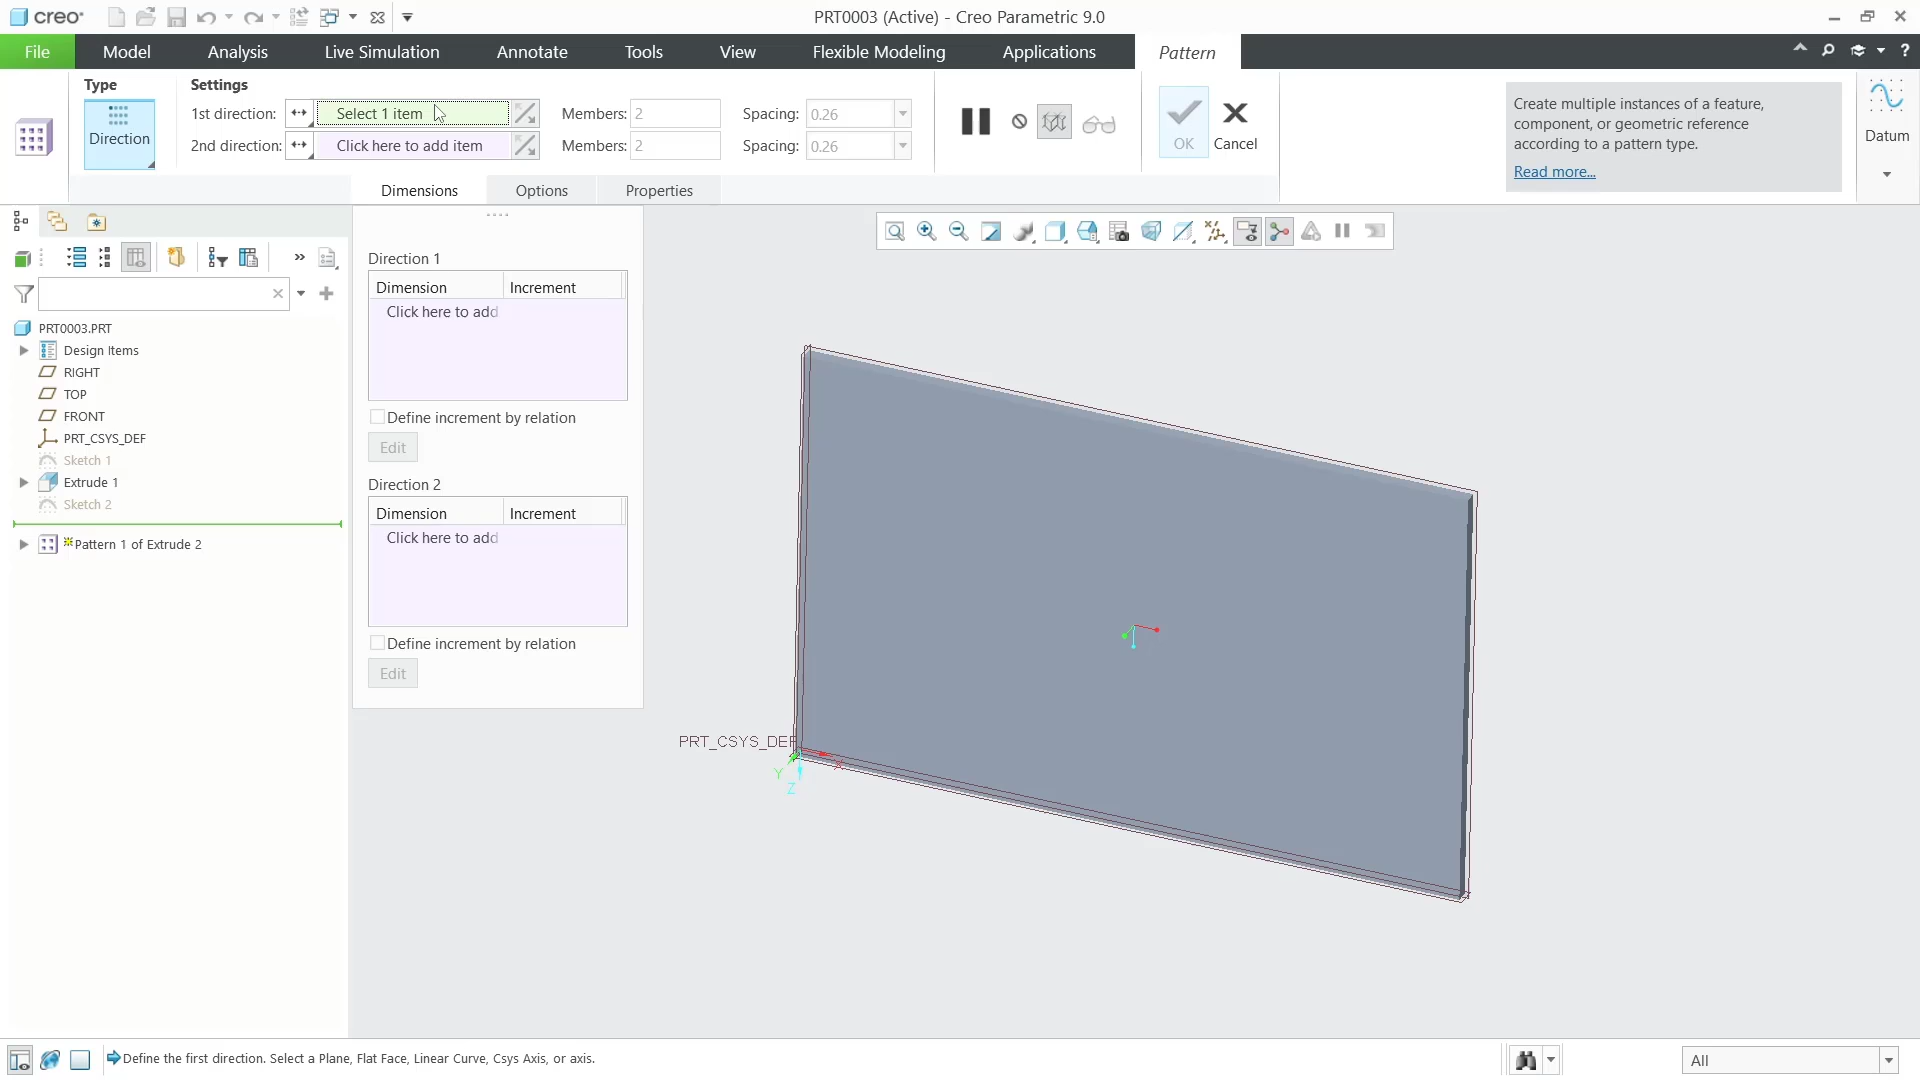 creo
PRT0003 (Active) - Creo Parametric 9.0
File
Model
Analysis
Live Simulation
Annotate
Tools
View
Flexible Modeling
Applications
Pattern
Type
Settings
Direction
1st direction:
Select 1 item
Members:
2
Spacing:
0.26
2nd direction:
Click here to add item
Members:
2
Spacing:
0.26
OK
Cancel
Create multiple instances of a feature,
component, or geometric reference
according to a pattern type.
Read more...
Datum
Dimensions
Options
Properties
PRT0003.PRT
Design Items
RIGHT
TOP
FRONT
PRT_CSYS_DEF
Sketch 1
Extrude 1
Sketch 2
Pattern 1 of Extrude 2
Direction 1
Dimension
Increment
Click here to add
Define increment by relation
Edit
Direction 2
Dimension
Increment
Click here to add
Define increment by relation
Edit
PRT_CSYS_DEF
X
Y
Z
Define the first direction. Select a Plane, Flat Face, Linear Curve, Csys Axis, or axis.
All